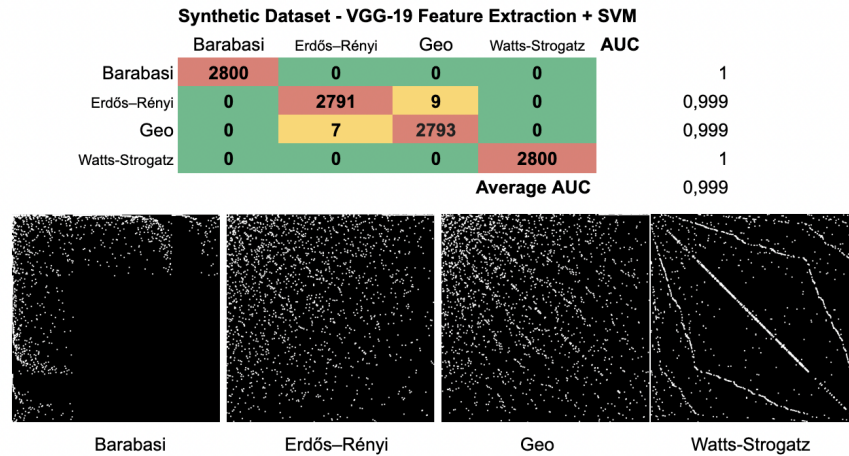 Synthetic Dataset - VGG-19 Feature Extraction + SVM
Barabasi Erdős–Rényi Geo Watts-Strogatz AUC
Barabasi 2800 0 0 0 1
Erdős–Rényi 0 2791 9 0 0,999
Geo 0 7 2793 0 0,999
Watts-Strogatz 0 0 0 2800 1
Average AUC 0,999
Barabasi Erdős–Rényi Geo Watts-Strogatz